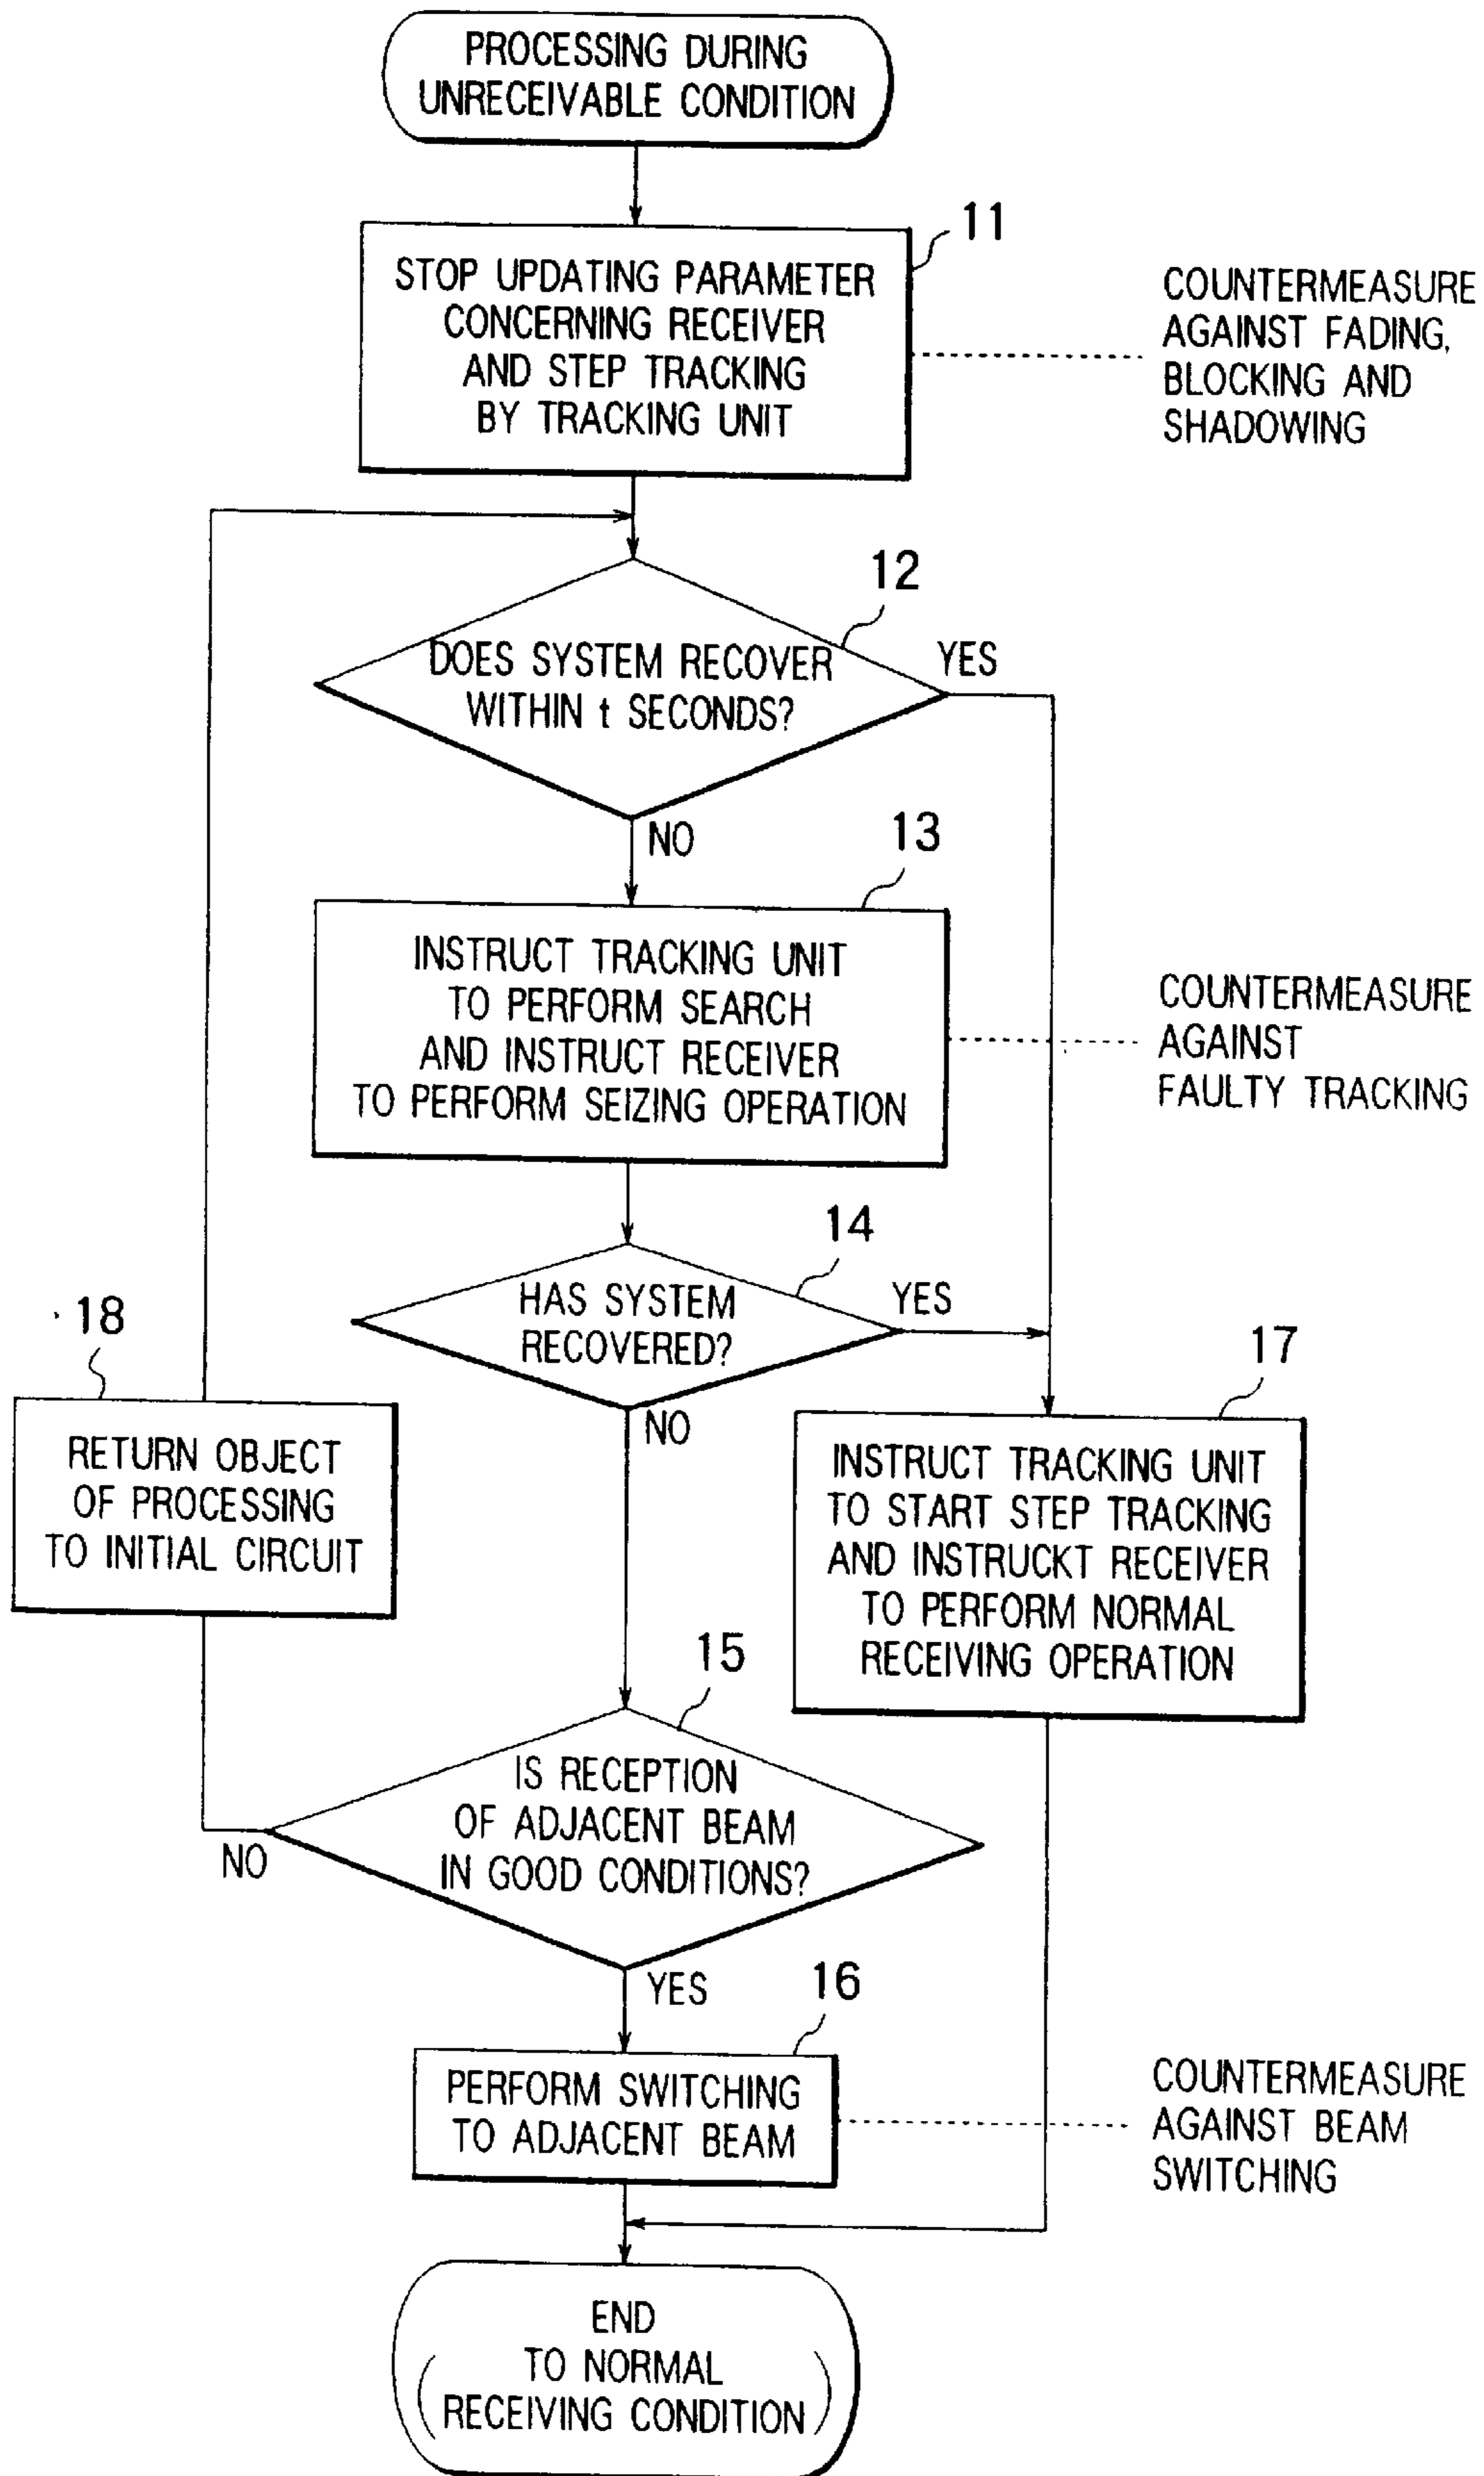 PROCESSING DURING
UNRECEIVABLE CONDITION
11
STOP UPDATING PARAMETER
CONCERNING RECEIVER
AND STEP TRACKING
BY TRACKING UNIT
COUNTERMEASURE
AGAINST FADING,
BLOCKING AND
SHADOWING
12
DOES SYSTEM RECOVER
WITHIN t SECONDS?
YES
NO
13
INSTRUCT TRACKING UNIT
TO PERFORM SEARCH
AND INSTRUCT RECEIVER
TO PERFORM SEIZING OPERATION
COUNTERMEASURE
AGAINST
FAULTY TRACKING
14
HAS SYSTEM
RECOVERED?
YES
NO
18
RETURN OBJECT
OF PROCESSING
TO INITIAL CIRCUIT
17
INSTRUCT TRACKING UNIT
TO START STEP TRACKING
AND INSTRUCKT RECEIVER
TO PERFORM NORMAL
RECEIVING OPERATION
15
IS RECEPTION
OF ADJACENT BEAM
IN GOOD CONDITIONS?
NO
YES
16
PERFORM SWITCHING
TO ADJACENT BEAM
COUNTERMEASURE
AGAINST BEAM
SWITCHING
END
(TO NORMAL
RECEIVING CONDITION)